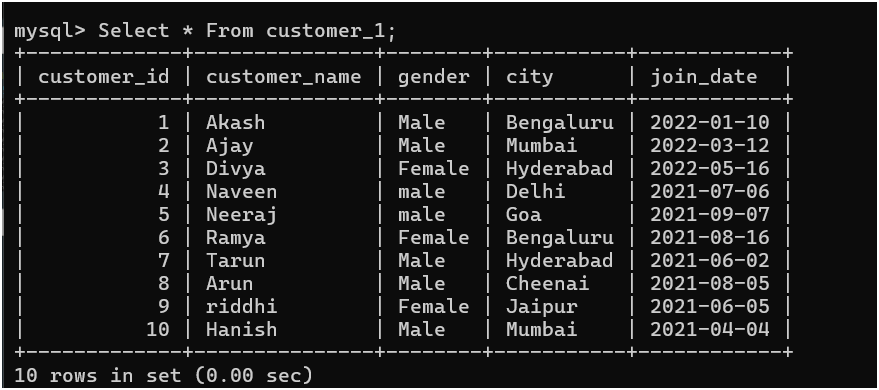 mysql> Select * From customer_1;
+-------------+---------------+--------+-----------+------------+
| customer_id | customer_name | gender | city      | join_date  |
+-------------+---------------+--------+-----------+------------+
|           1 | Akash         | Male   | Bengaluru | 2022-01-10 |
|           2 | Ajay          | Male   | Mumbai    | 2022-03-12 |
|           3 | Divya         | Female | Hyderabad | 2022-05-16 |
|           4 | Naveen        | male   | Delhi     | 2021-07-06 |
|           5 | Neeraj        | male   | Goa       | 2021-09-07 |
|           6 | Ramya         | Female | Bengaluru | 2021-08-16 |
|           7 | Tarun         | Male   | Hyderabad | 2021-06-02 |
|           8 | Arun          | Male   | Cheenai   | 2021-08-05 |
|           9 | riddhi        | Female | Jaipur    | 2021-06-05 |
|          10 | Hanish        | Male   | Mumbai    | 2021-04-04 |
+-------------+---------------+--------+-----------+------------+
10 rows in set (0.00 sec)